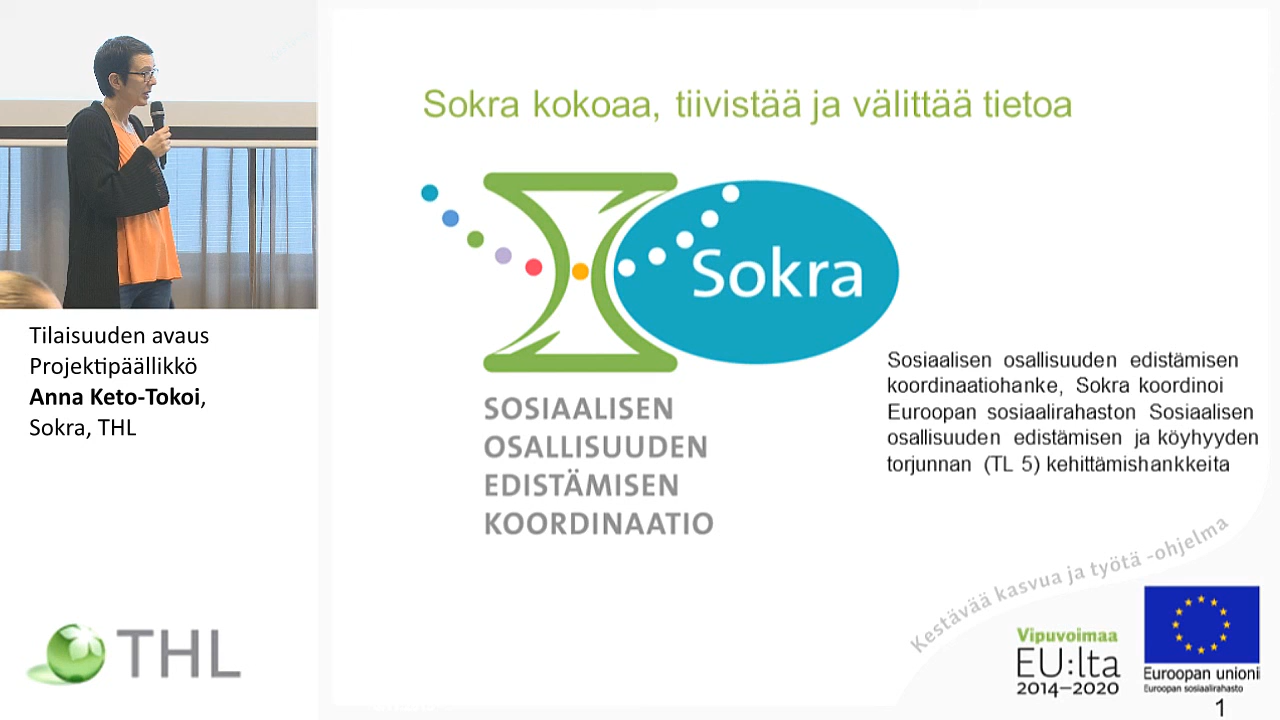 Sokra kokoaa, tiivistää ja välittää tietoa
Sokra
SOSIAALISEN
OSALLISUUDEN
EDISTÄMISEN
KOORDINAATIO
Sosiaalisen osallisuuden edistämisen
koordinaatiohanke, Sokra koordinoi
Euroopan sosiaalirahaston Sosiaalisen
osallisuuden edistämisen ja köyhyyden
torjunnan (TL 5) kehittämishankkeita
Tilaisuuden avaus
Projektipäällikkö
Anna Keto-Tokoi,
Sokra, THL
THL
Kestävää kasvua ja työtä -ohjelma
Vipuvoimaa
EU:lta
2014–2020
Euroopan unioni
Euroopan sosiaalirahasto
1